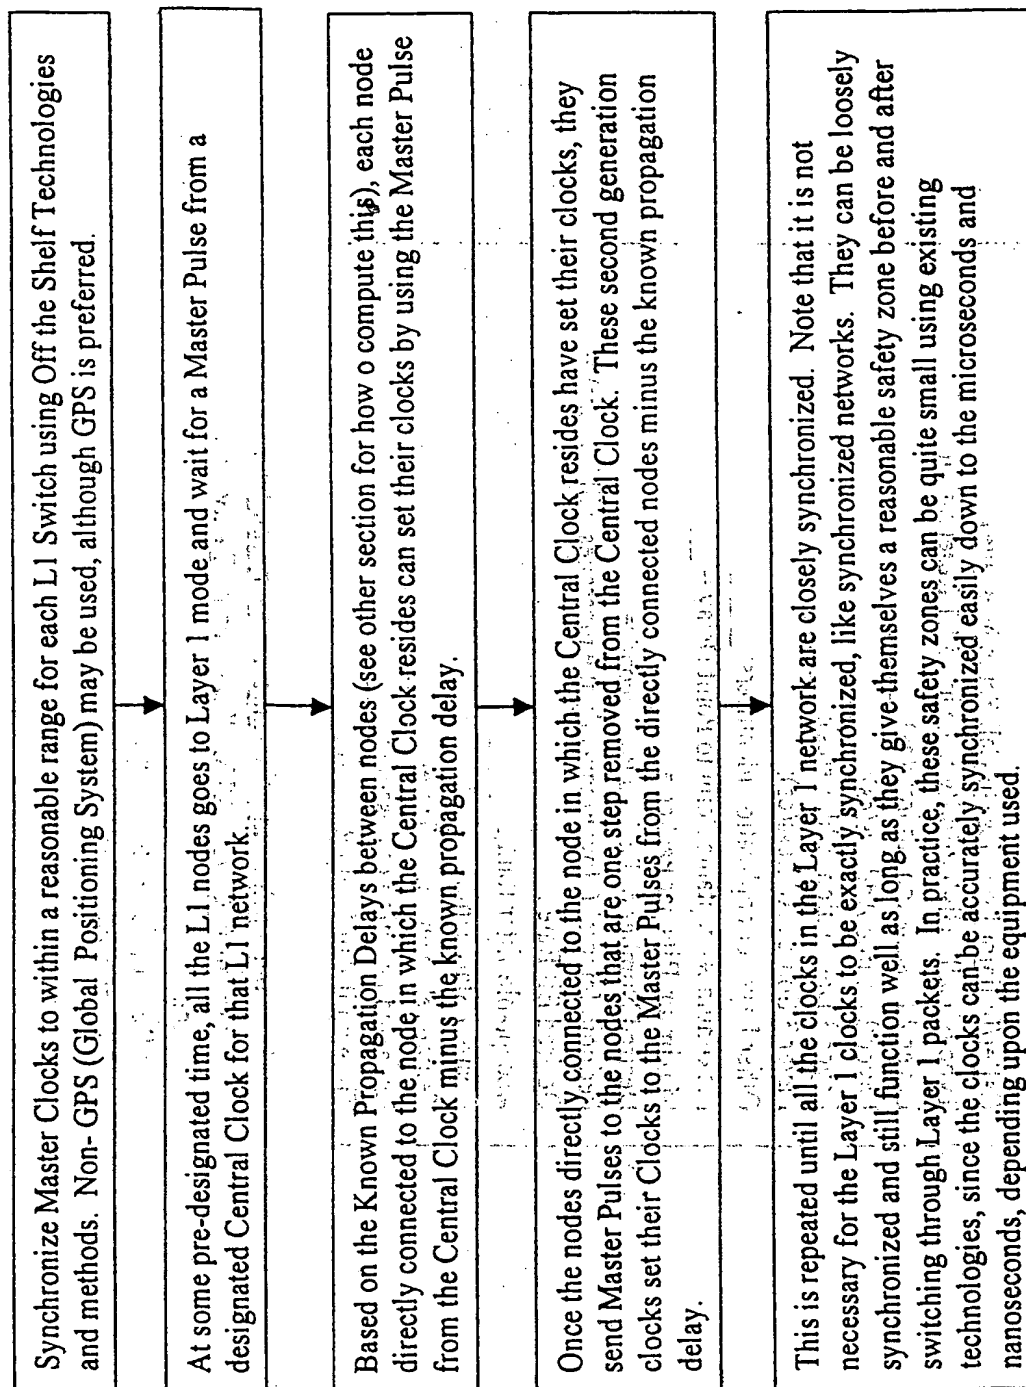 Synchronize Master Clocks to within a reasonable range for each L1 Switch using Off the Shelf Technologies
and methods. Non- GPS (Global Positioning System) may be used, although GPS is preferred.
At some pre-designated time, all the L1 nodes goes to Layer 1 mode and wait for a Master Pulse from a
designated Central Clock for that L1 network.
Based on the Known Propagation Delays between nodes (see other section for how o compute this), each node
directly connected to the node in which the Central Clock resides can set their clocks by using the Master Pulse
from the Central Clock minus the known propagation delay.
Once the nodes directly connected to the node in which the Central Clock resides have set their clocks, they
send Master Pulses to the nodes that are one step removed from the Central Clock. These second generation
clocks set their Clocks to the Master Pulses from the directly connected nodes minus the known propagation
delay.
This is repeated until all the clocks in the Layer 1 network are closely synchronized. Note that it is not
necessary for the Layer 1 clocks to be exactly synchronized, like synchronized networks. They can be loosely
synchronized and still function well as long as they give themselves a reasonable safety zone before and after
switching through Layer 1 packets. In practice, these safety zones can be quite small using existing
technologies, since the clocks can be accurately synchronized easily down to the microseconds and
nanoseconds, depending upon the equipment used.